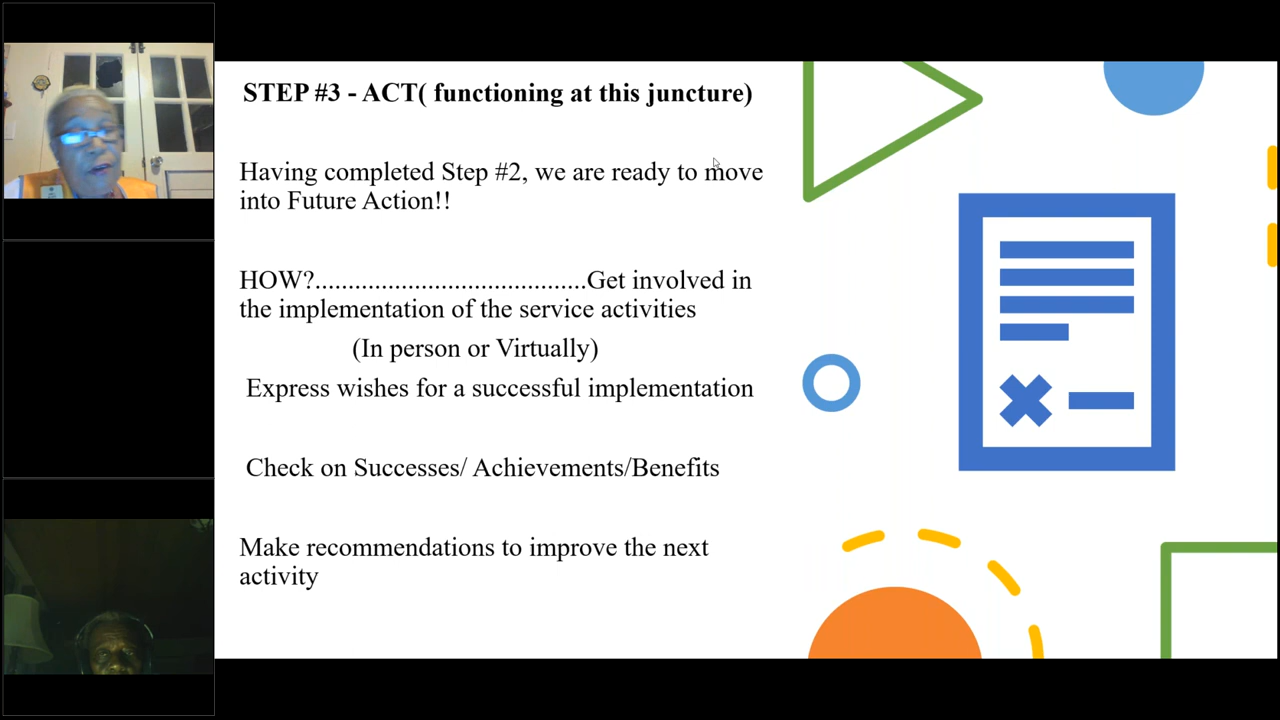 STEP #3 - ACT( functioning at this juncture)
Having completed Step #2, we are ready to move
into Future Action!!
HOW?.........................................Get involved in
the implementation of the service activities
(In person or Virtually)
Express wishes for a successful implementation
Check on Successes/ Achievements/Benefits
Make recommendations to improve the next
activity